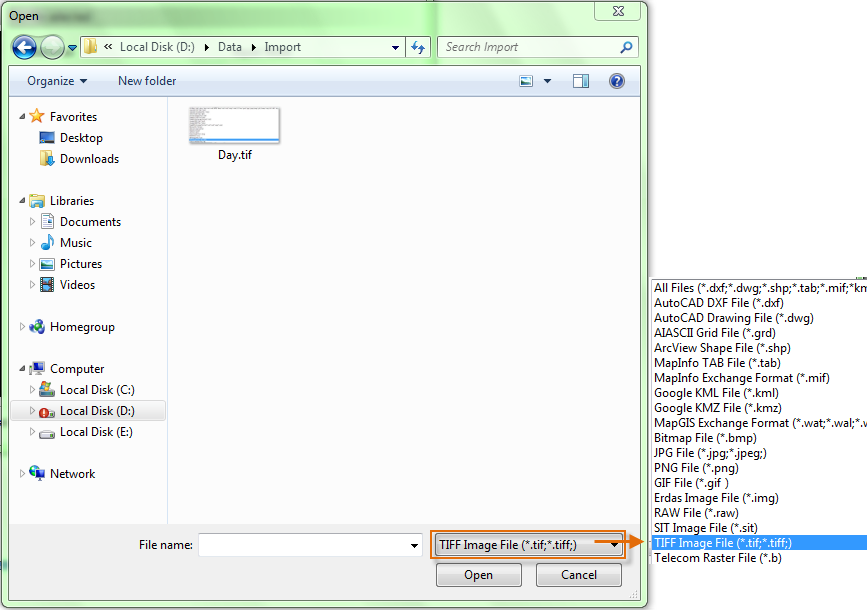 Open
« Local Disk (D:) Data Import
Search Import
Organize New folder
Favorites
Desktop
Downloads
Libraries
Documents
Music
Pictures
Videos
Homegroup
Computer
Local Disk (C:)
Local Disk (D:)
Local Disk (E:)
Network
Day.tif
File name:
TIFF Image File (*.tif;*.tiff;)
Open Cancel
All Files (*.dxf;*.dwg;*.shp;*.tab;*.mif;*km
AutoCAD DXF File (*.dxf)
AutoCAD Drawing File (*.dwg)
AIASCII Grid File (*.grd)
ArcView Shape File (*.shp)
MapInfo TAB File (*.tab)
MapInfo Exchange Format (*.mif)
Google KML File (*.kml)
Google KMZ File (*.kmz)
MapGIS Exchange Format (*.wat;*.wal;*.w
Bitmap File (*.bmp)
JPG File (*.jpg;*.jpeg;)
PNG File (*.png)
GIF File (*.gif )
Erdas Image File (*.img)
RAW File (*.raw)
SIT Image File (*.sit)
TIFF Image File (*.tif;*.tiff;)
Telecom Raster File (*.b)